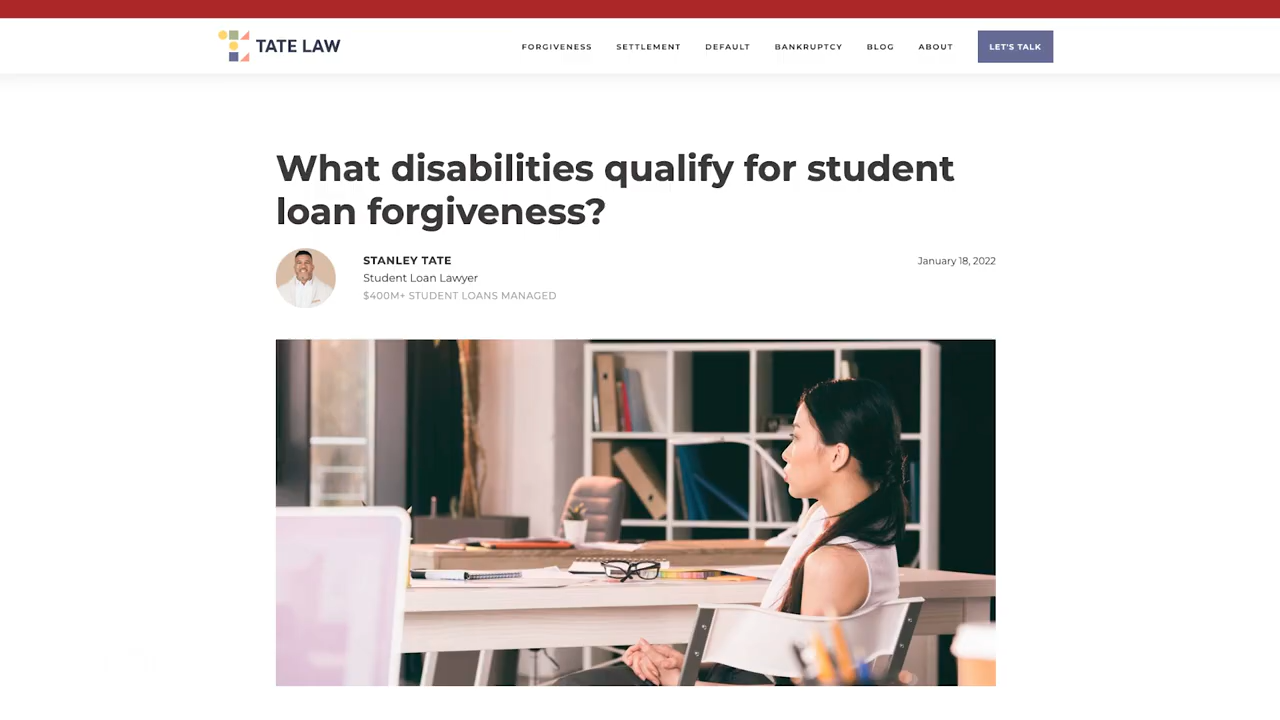 TATE LAW
FORGIVENESS SETTLEMENT DEFAULT BANKRUPTCY BLOG ABOUT LET'S TALK
What disabilities qualify for student
loan forgiveness?
STANLEY TATE
January 18, 2022
Student Loan Lawyer
$400M+ STUDENT LOANS MANAGED